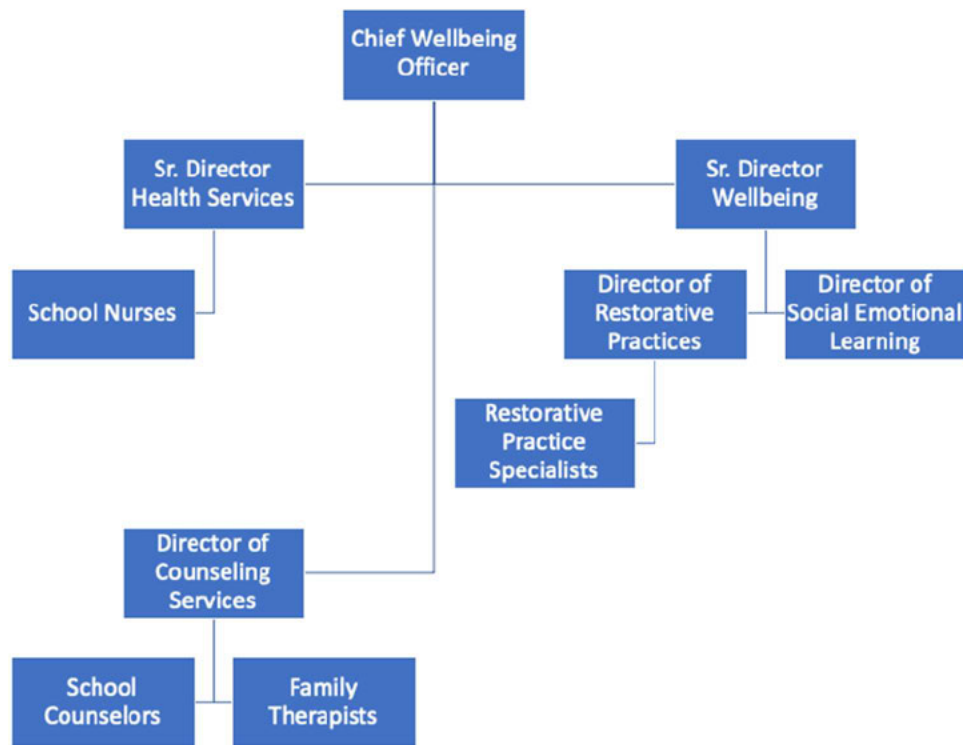 Chief Wellbeing
Officer
Sr. Director
Health Services
Sr. Director
Wellbeing
School Nurses
Director of
Restorative
Practices
Director of
Social Emotional
Learning
Restorative
Practice
Specialists
Director of
Counseling
Services
School
Counselors
Family
Therapists